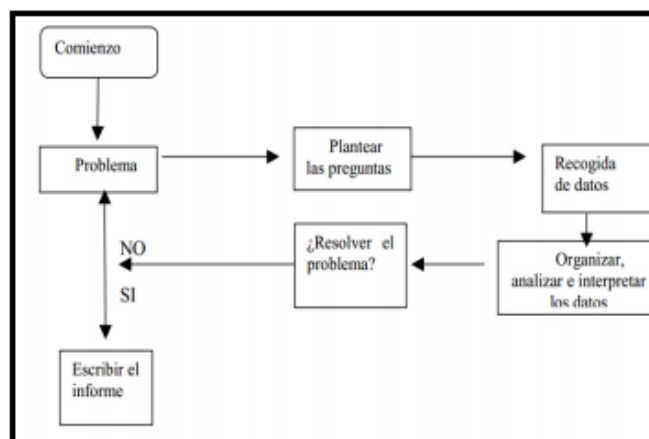 Comienzo
Problema
Plantear
las preguntas
Recogida
de datos
Organizar,
analizar e interpretar
los datos
¿Resolver el
problema?
NO
SI
Escribir el
informe